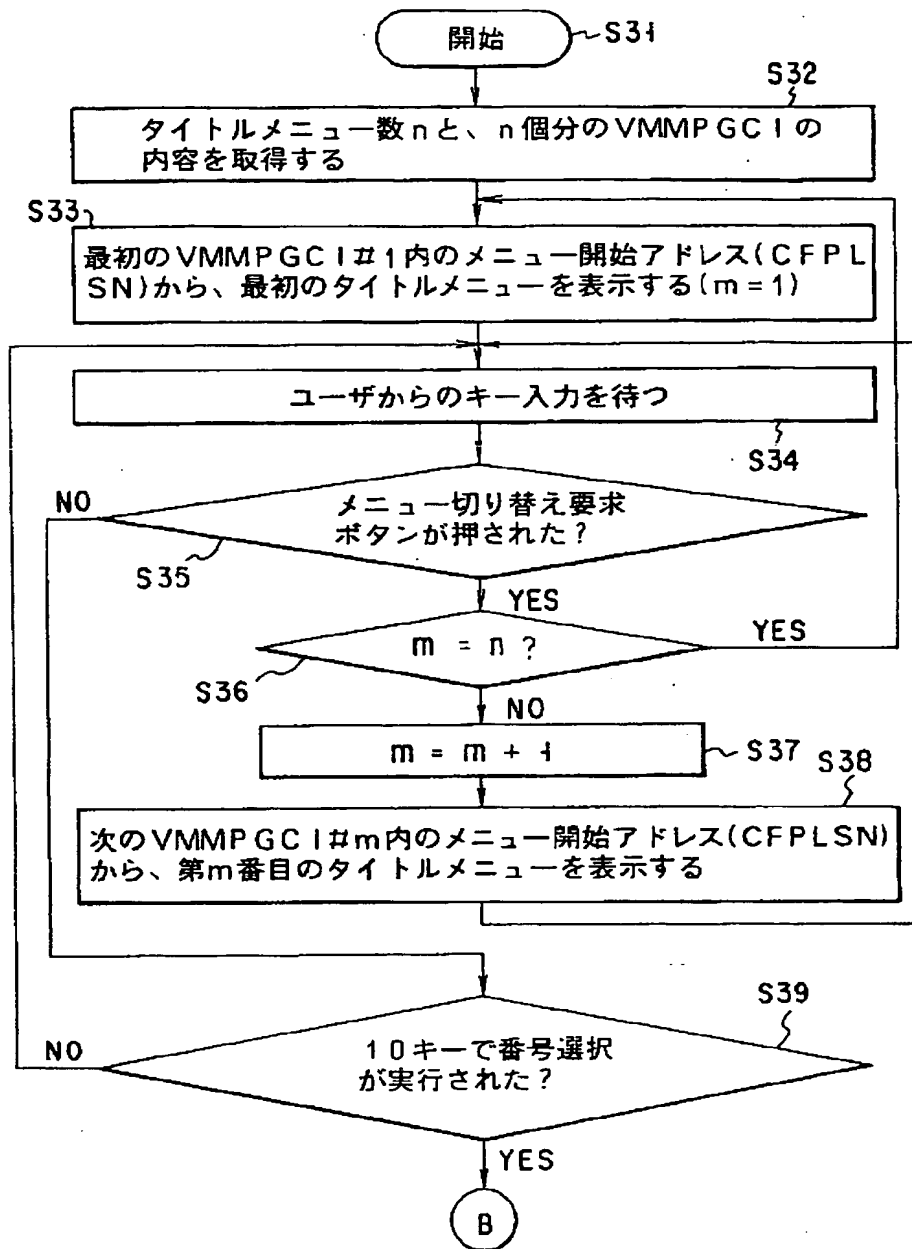 開始
S31
S32
タイトルメニュー数nと、n個分のVMMPGCIの
内容を取得する
S33
最初のVMMPGCI#1内のメニュー開始アドレス(CFPL
SN)から、最初のタイトルメニューを表示する(m=1)
ユーザからのキー入力を待つ
S34
NO
メニュー切り替え要求
ボタンが押された?
S35
YES
m = n ?
YES
S36
NO
m = m + 1
S37
S38
次のVMMPGCI#m内のメニュー開始アドレス(CFPLSN)
から、第m番目のタイトルメニューを表示する
S39
NO
10キーで番号選択
が実行された?
YES
B